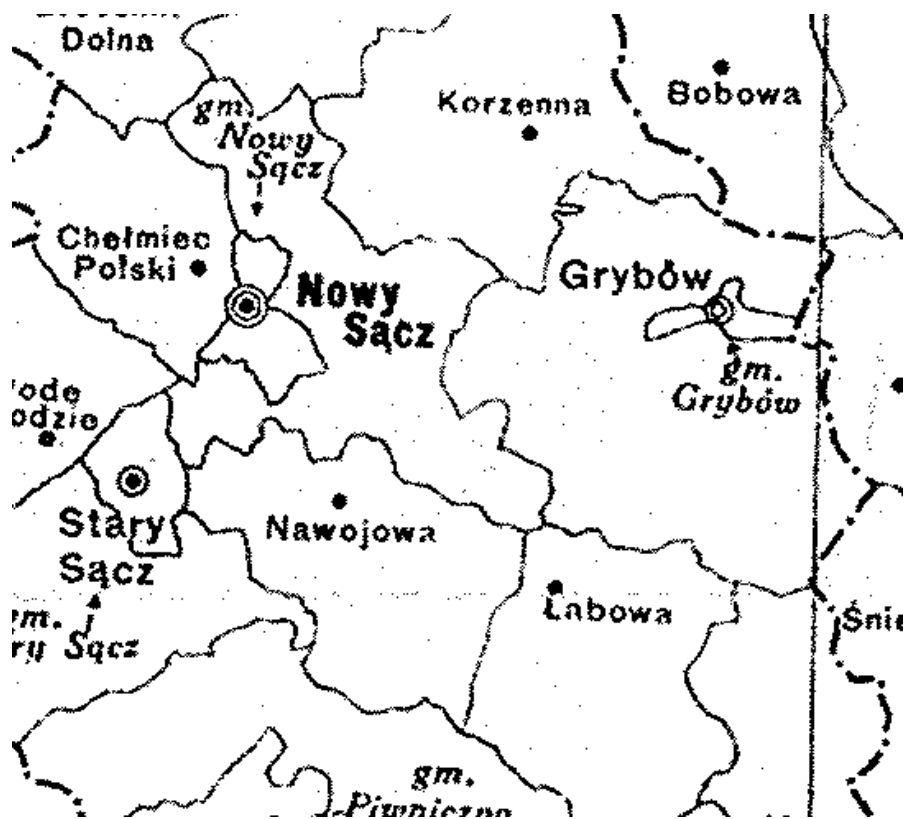 Dolna
Korzenna
Bobowa
gm.
Nowy
Sącz
Chełmiec
Polski
Nowy
Sącz
Grybów
gm.
Grybów
Stary
Sącz
Nawojowa
Łabowa
Sącz
gm.
Piwniczna